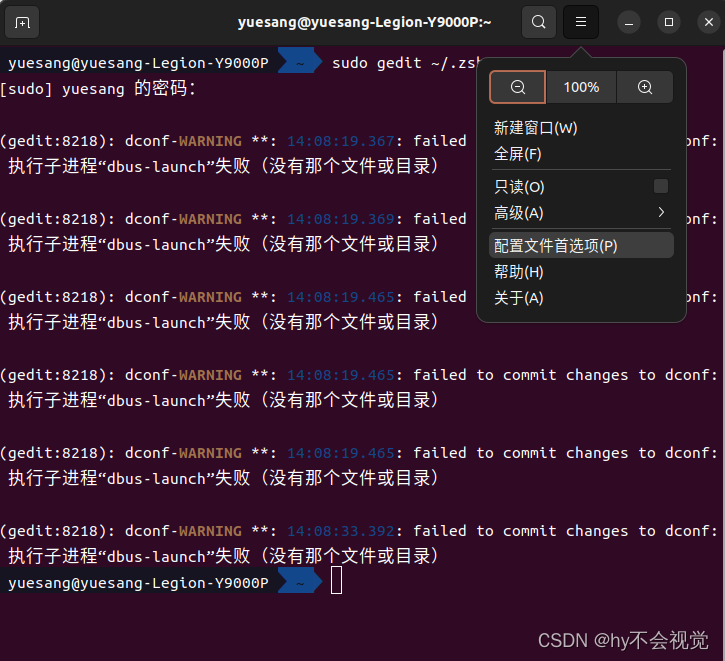 yuesang@yuesang-Legion-Y9000P:~
yuesang@yuesang-Legion-Y9000P ~ sudo gedit ~/.zsh
[sudo] yuesang 的密码：
(gedit:8218): dconf-WARNING **: 14:08:19.367: failed onf:
执行子进程“dbus-launch”失败（没有那个文件或目录）
(gedit:8218): dconf-WARNING **: 14:08:19.369: failed onf:
执行子进程“dbus-launch”失败（没有那个文件或目录）
(gedit:8218): dconf-WARNING **: 14:08:19.465: failed onf:
执行子进程“dbus-launch”失败（没有那个文件或目录）
(gedit:8218): dconf-WARNING **: 14:08:19.465: failed to commit changes to dconf:
执行子进程“dbus-launch”失败（没有那个文件或目录）
(gedit:8218): dconf-WARNING **: 14:08:19.465: failed to commit changes to dconf:
执行子进程“dbus-launch”失败（没有那个文件或目录）
(gedit:8218): dconf-WARNING **: 14:08:33.392: failed to commit changes to dconf:
执行子进程“dbus-launch”失败（没有那个文件或目录）
yuesang@yuesang-Legion-Y9000P ~
100%
新建窗口(W)
全屏(F)
只读(O)
高级(A)
配置文件首选项(P)
帮助(H)
关于(A)
CSDN @hy不会视觉